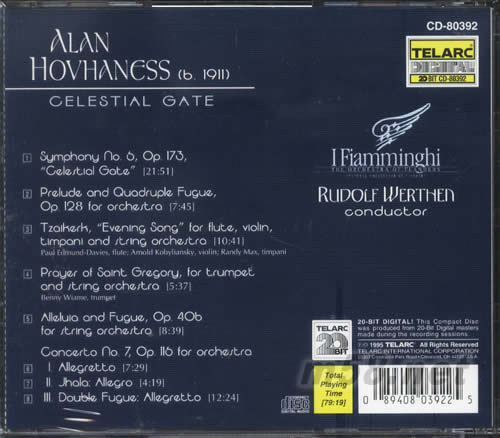 CD-80392
ALAN
HOVHANESS (b. 1911)
CELESTIAL GATE
TELARC
DIGITAL
20-BIT CD-80392
1 Symphony No. 6, Op. 173,
"Celestial Gate" [21:51]
2 Prelude and Quadruple Fugue,
Op. 128 for orchestra [7:45]
3 Tzaikerk, "Evening Song" for flute, violin,
timpani and string orchestra [10:41]
Paul Edmund-Davies, flute; Arnold Kobyliansky, violin; Randy Max, timpani
4 Prayer of Saint Gregory, for trumpet
and string orchestra [5:37]
Benny Wiame, trumpet
5 Alleluia and Fugue, Op. 40b
for string orchestra [8:39]
Concerto No. 7, Op. 116 for orchestra
6 I. Allegretto [7:29]
7 II. Jhala: Allegro [4:19]
8 III. Double Fugue: Allegretto [12:24]
I Fiamminghi
THE ORCHESTRA OF FLANDERS
RUDOLF WERTHEN
conductor
TELARC
20
BIT
20-BIT DIGITAL! This Compact Disc
was produced from 20-Bit Digital masters
made during the recording sessions.
℗ © 1995 TELARC All Rights Reserved
TELARC INTERNATIONAL CORPORATION
COMPACT
disc
DIGITAL AUDIO
Total
Playing
Time
[79:19]
0 89408 03922 5